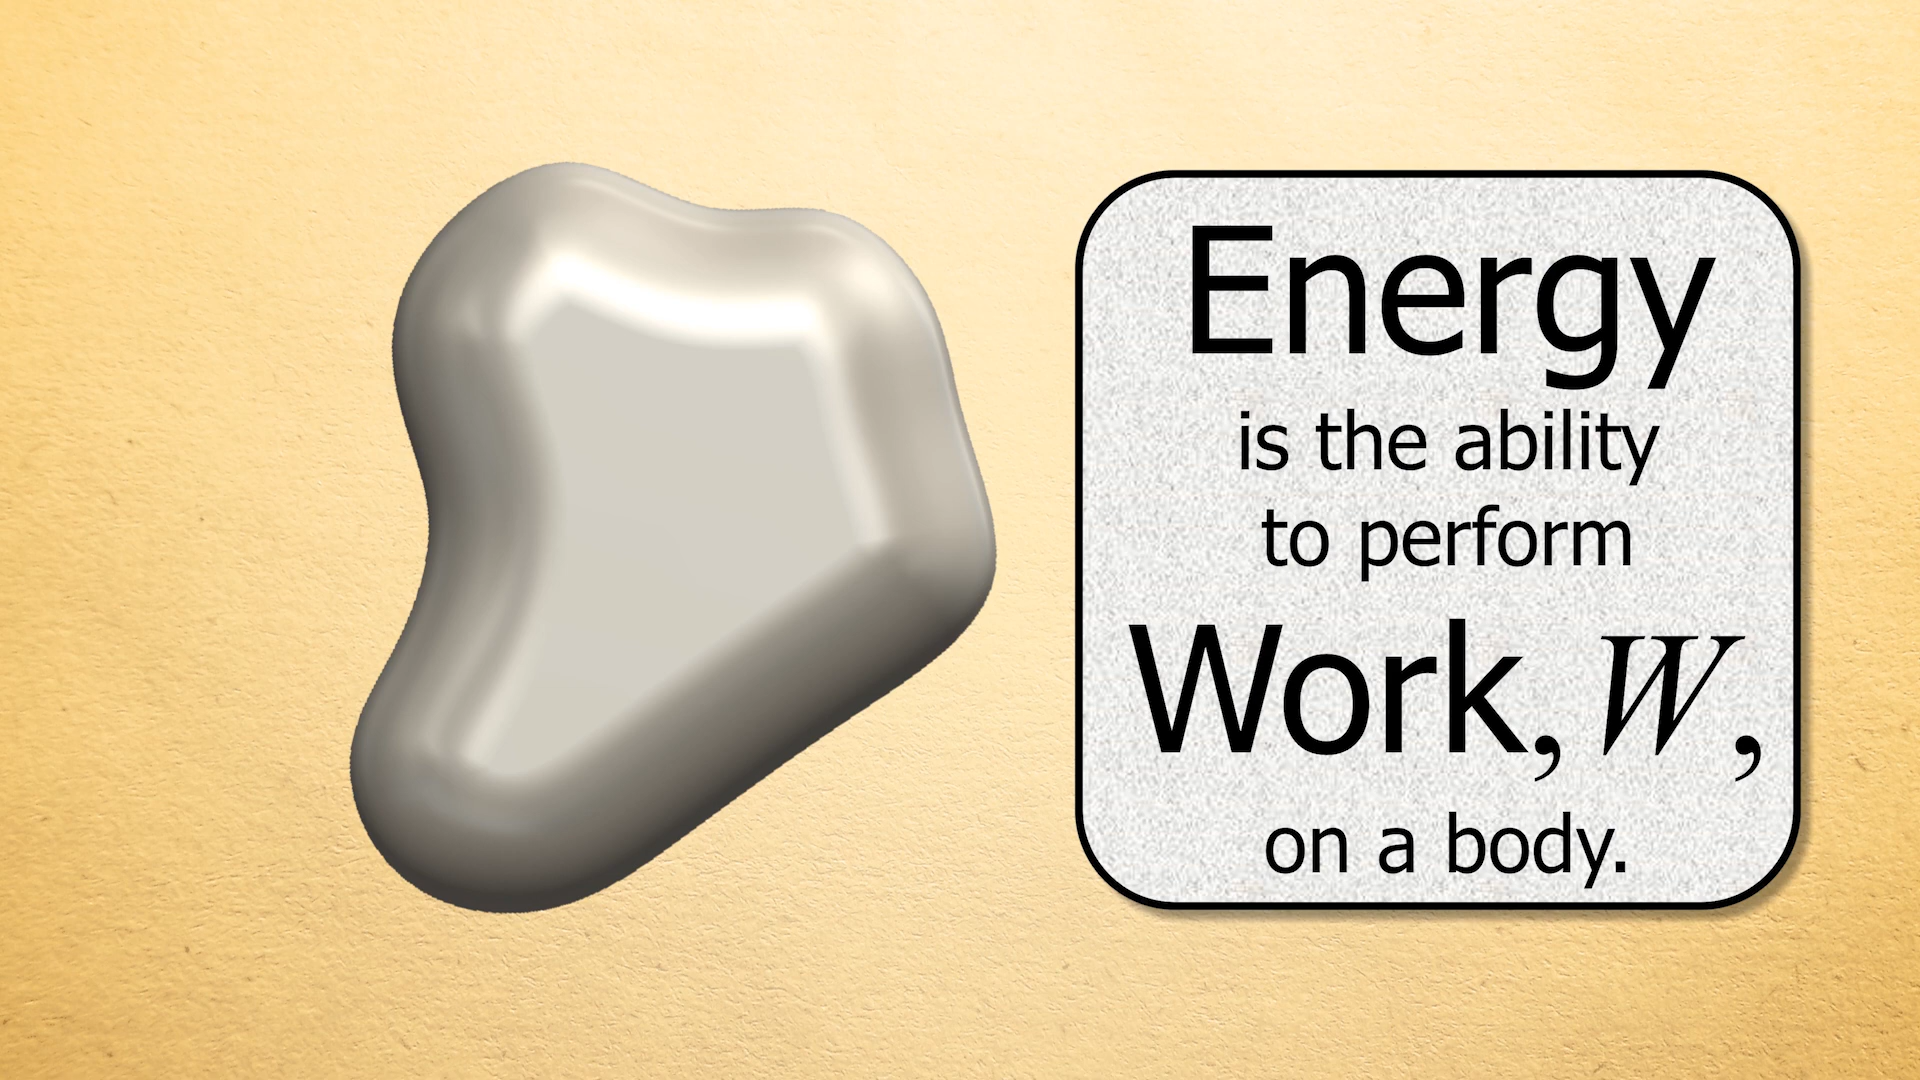 Energy
is the ability
to perform
Work, W,
on a body.